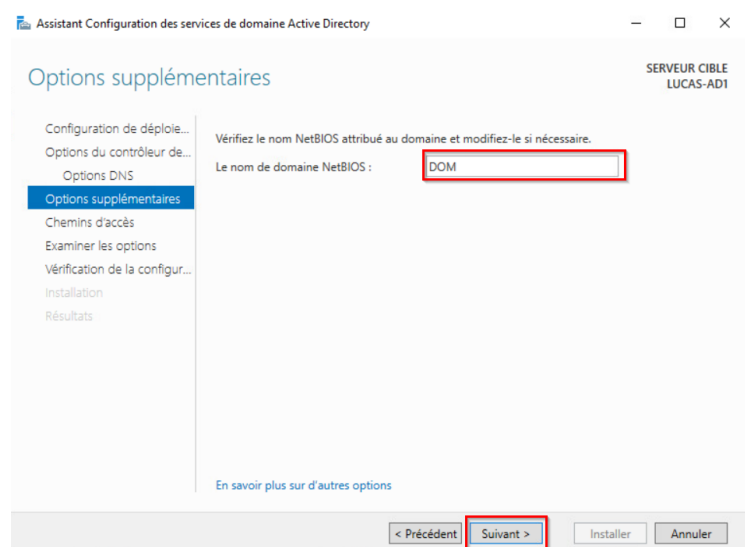 Assistant Configuration des services de domaine Active Directory
Options supplémentaires
SERVEUR CIBLE
LUCAS-AD1
Configuration de déploie...
Options du contrôleur de...
Options DNS
Options supplémentaires
Chemins d'accès
Examiner les options
Vérification de la configur...
Installation
Résultats
Vérifiez le nom NetBIOS attribué au domaine et modifiez-le si nécessaire.
Le nom de domaine NetBIOS : DOM
En savoir plus sur d'autres options
< Précédent Suivant > Installer Annuler